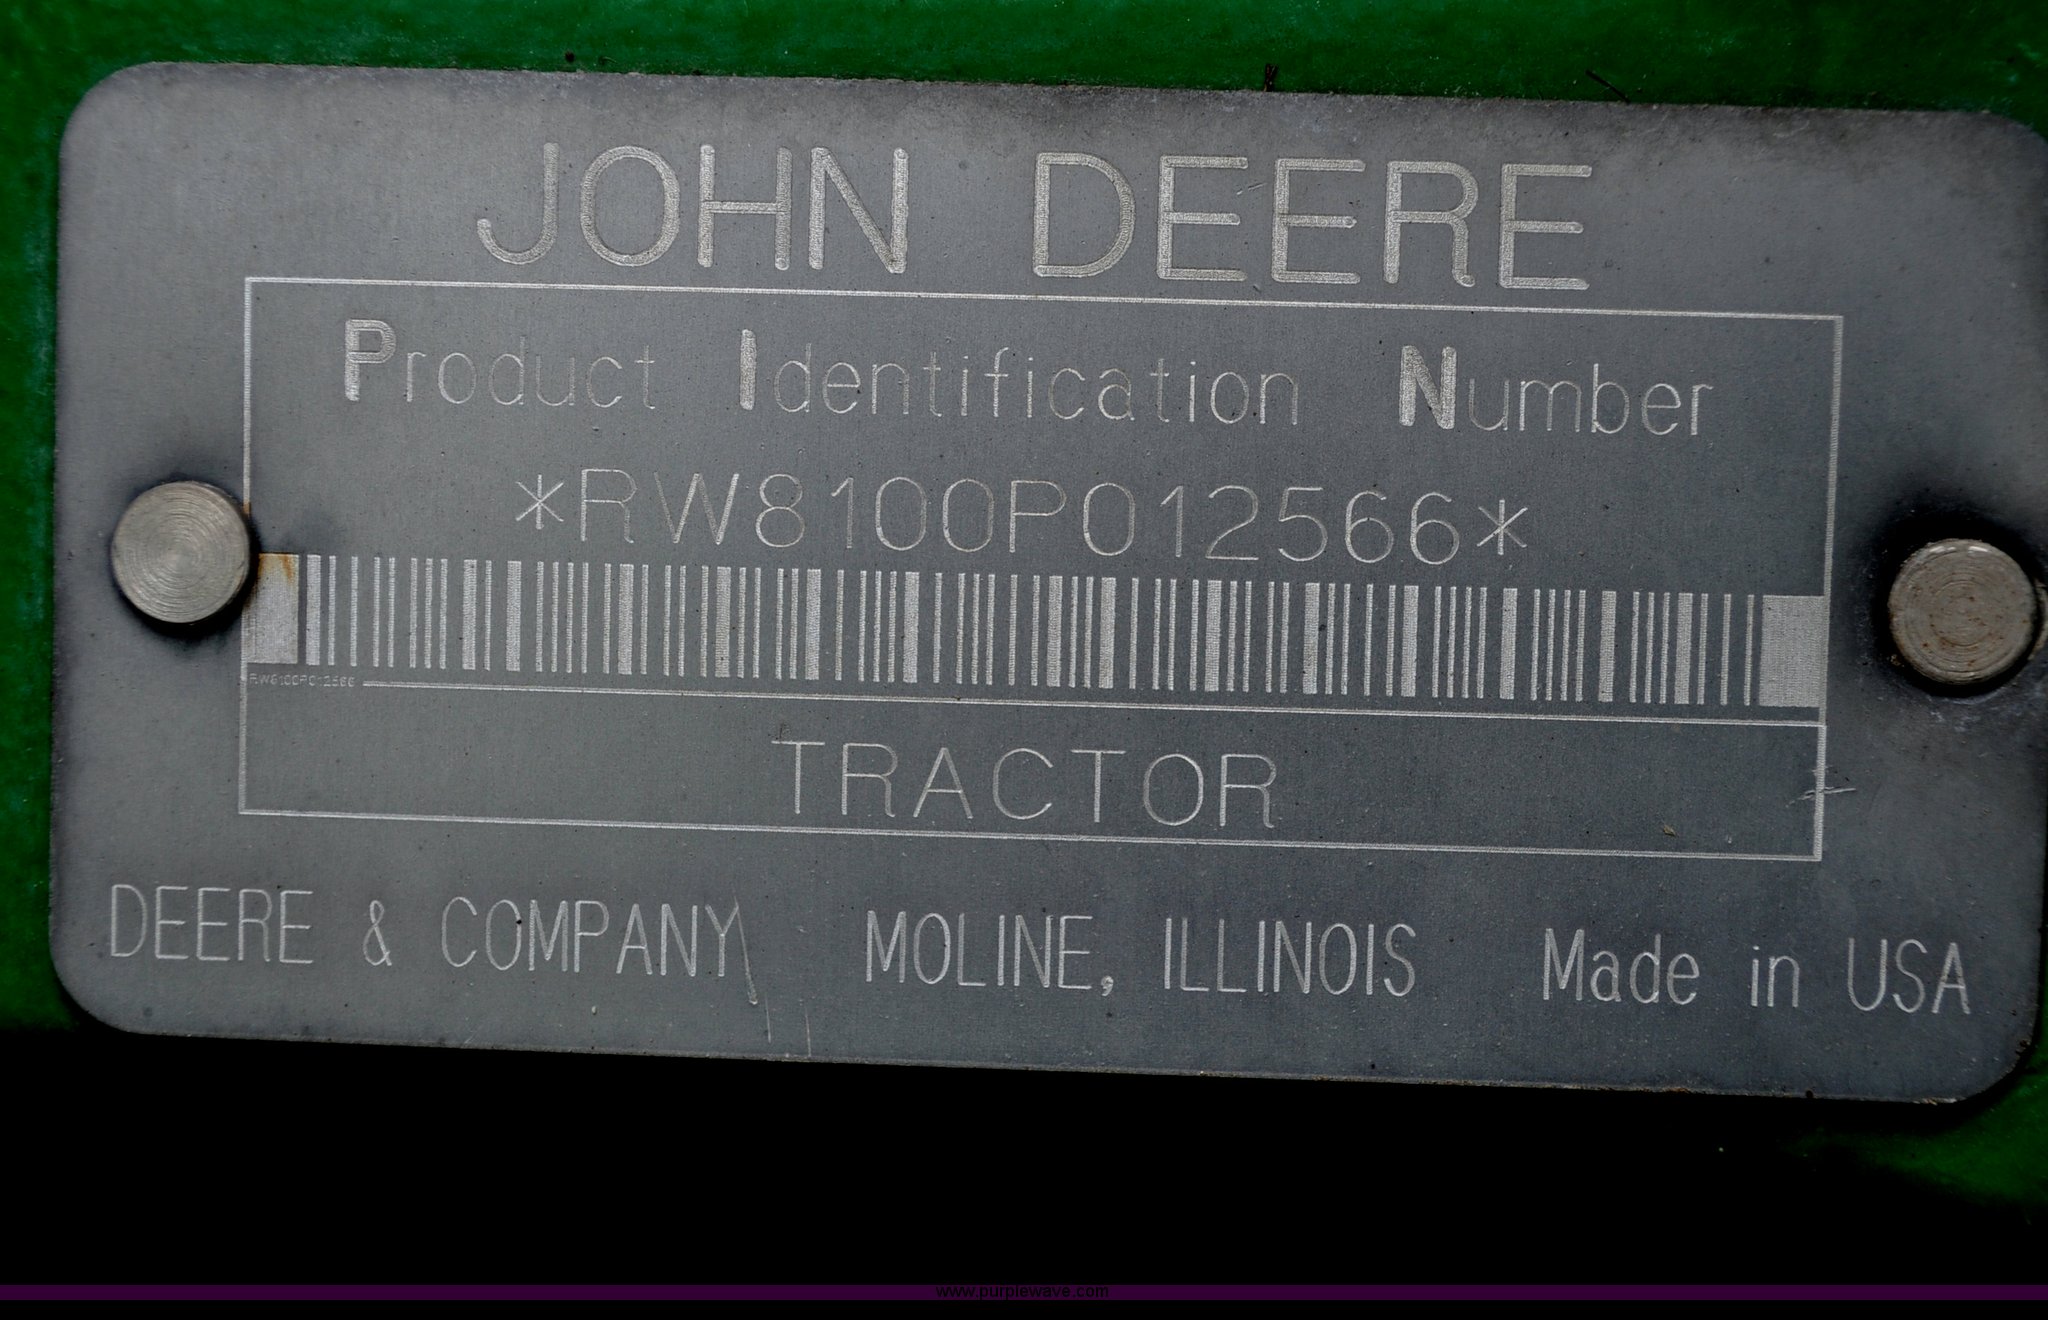 JOHN DEERE
Product Identification Number
*RW8100P012566*
RW8100P012566
TRACTOR
DEERE & COMPANY MOLINE, ILLINOIS Made in USA
www.purplewave.com